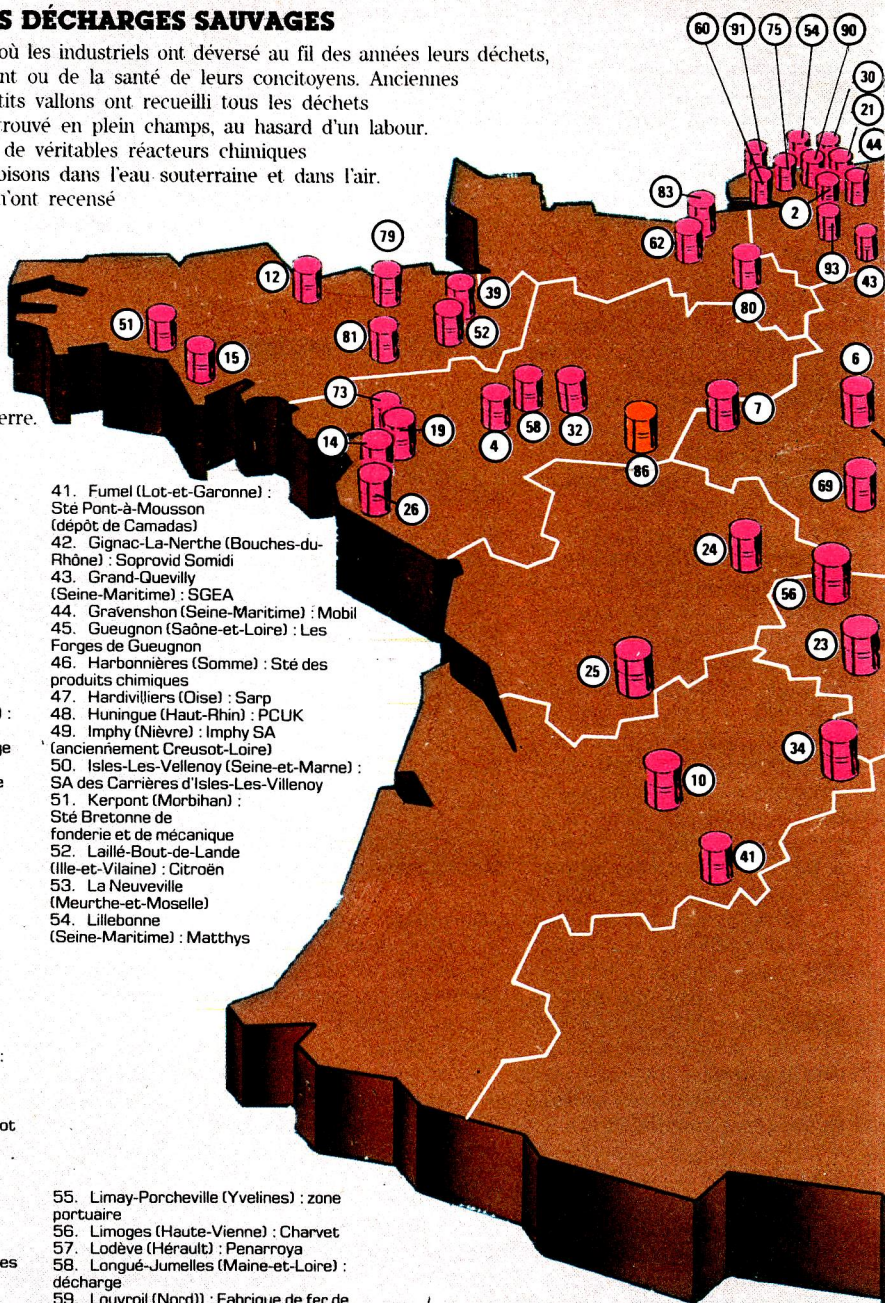 S DÉCHARGES SAUVAGES
où les industriels ont déversé au fil des années leurs déchets,
nt ou de la santé de leurs concitoyens. Anciennes
tits vallons ont recueilli tous les déchets
trouvé en plein champs, au hasard d'un labour.
de véritables réacteurs chimiques
oisons dans l'eau souterraine et dans l'air.
n'ont recensé
erre.
60 91 75 54 90
30
21
44
83
2
62
93
43
79
12
39
80
51
81
52
15
6
73
19
7
4
58
32
14
86
26
69
24
56
23
25
34
10
41
41. Fumel (Lot-et-Garonne) :
Sté Pont-à-Mousson
(dépôt de Camadas)
42. Gignac-La-Nerthe (Bouches-du-
Rhône) : Soprovid Somidi
43. Grand-Quevilly
(Seine-Maritime) : SGEA
44. Gravenshon (Seine-Maritime) : Mobil
45. Gueugnon (Saône-et-Loire) : Les
Forges de Gueugnon
46. Harbonnières (Somme) : Sté des
produits chimiques
47. Hardivilliers (Oise) : Sarp
48. Huningue (Haut-Rhin) : PCUK
49. Imphy (Nièvre) : Imphy SA
(anciennement Creusot-Loire)
50. Isles-Les-Vellenoy (Seine-et-Marne) :
SA des Carrières d'Isles-Les-Villenoy
51. Kerpont (Morbihan) :
Sté Bretonne de
fonderie et de mécanique
52. Laillé-Bout-de-Lande
(Ille-et-Vilaine) : Citroën
53. La Neuveville
(Meurthe-et-Moselle)
54. Lillebonne
(Seine-Maritime) : Matthys
) :
ge
e
:
ot
es
55. Limay-Porcheville (Yvelines) : zone
portuaire
56. Limoges (Haute-Vienne) : Charvet
57. Lodève (Hérault) : Penarroya
58. Longué-Jumelles (Maine-et-Loire) :
décharge
59. Louvroil (Nord)) : Fabrique de fer de